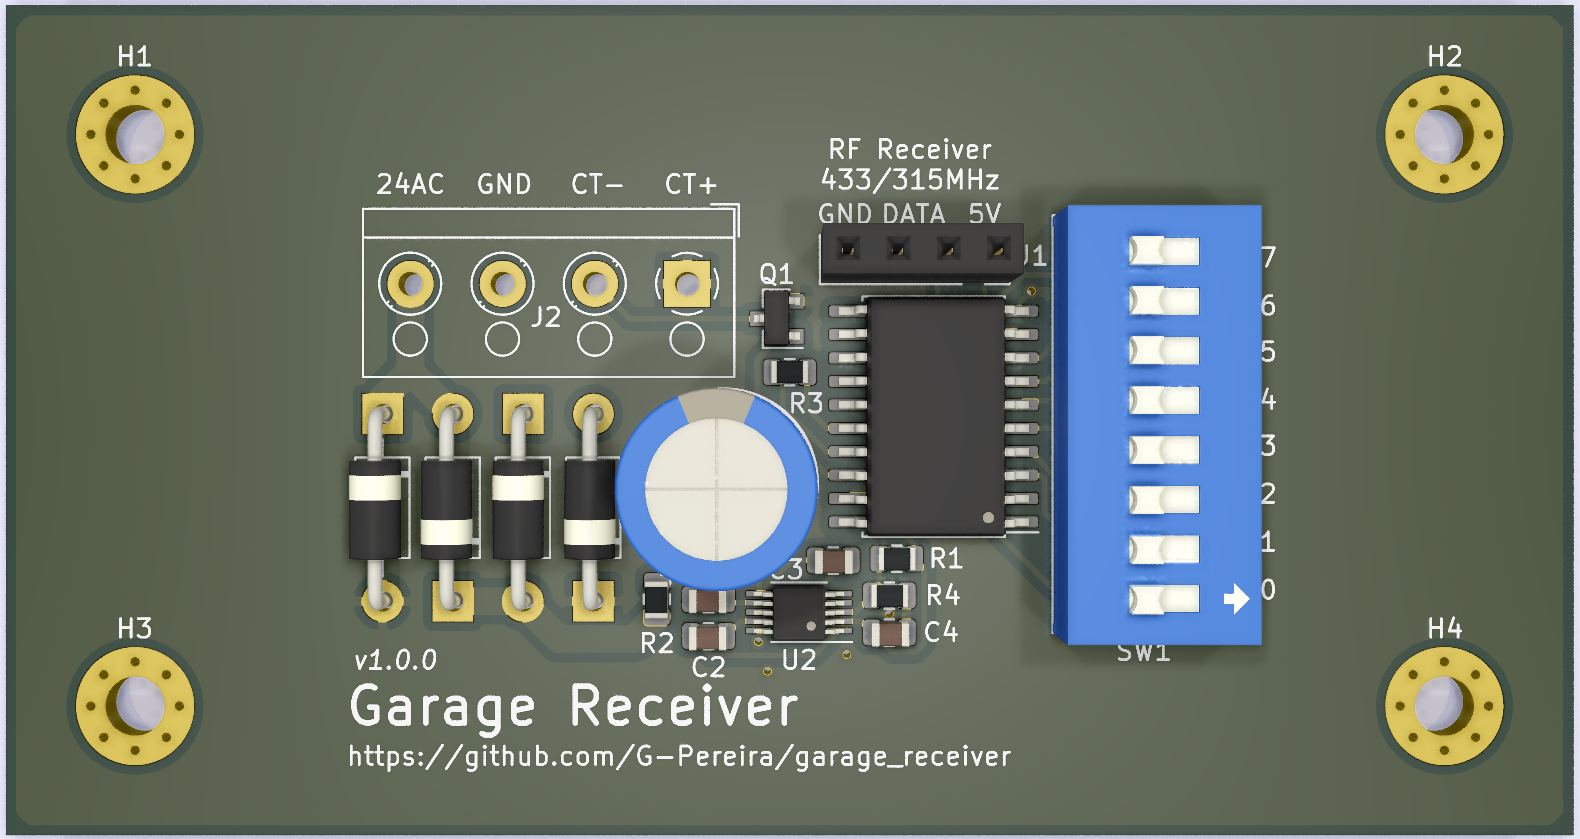 H1
H2
RF Receiver
433/315MHz
24AC GND CT- CT+
GND DATA 5V
J1
7
Q1
6
J2
5
R3
4
3
2
1
C3
R1
0
R4
C4
H3
H4
R2
U2
SW1
C2
v1.0.0
Garage Receiver
https://github.com/G-Pereira/garage_receiver